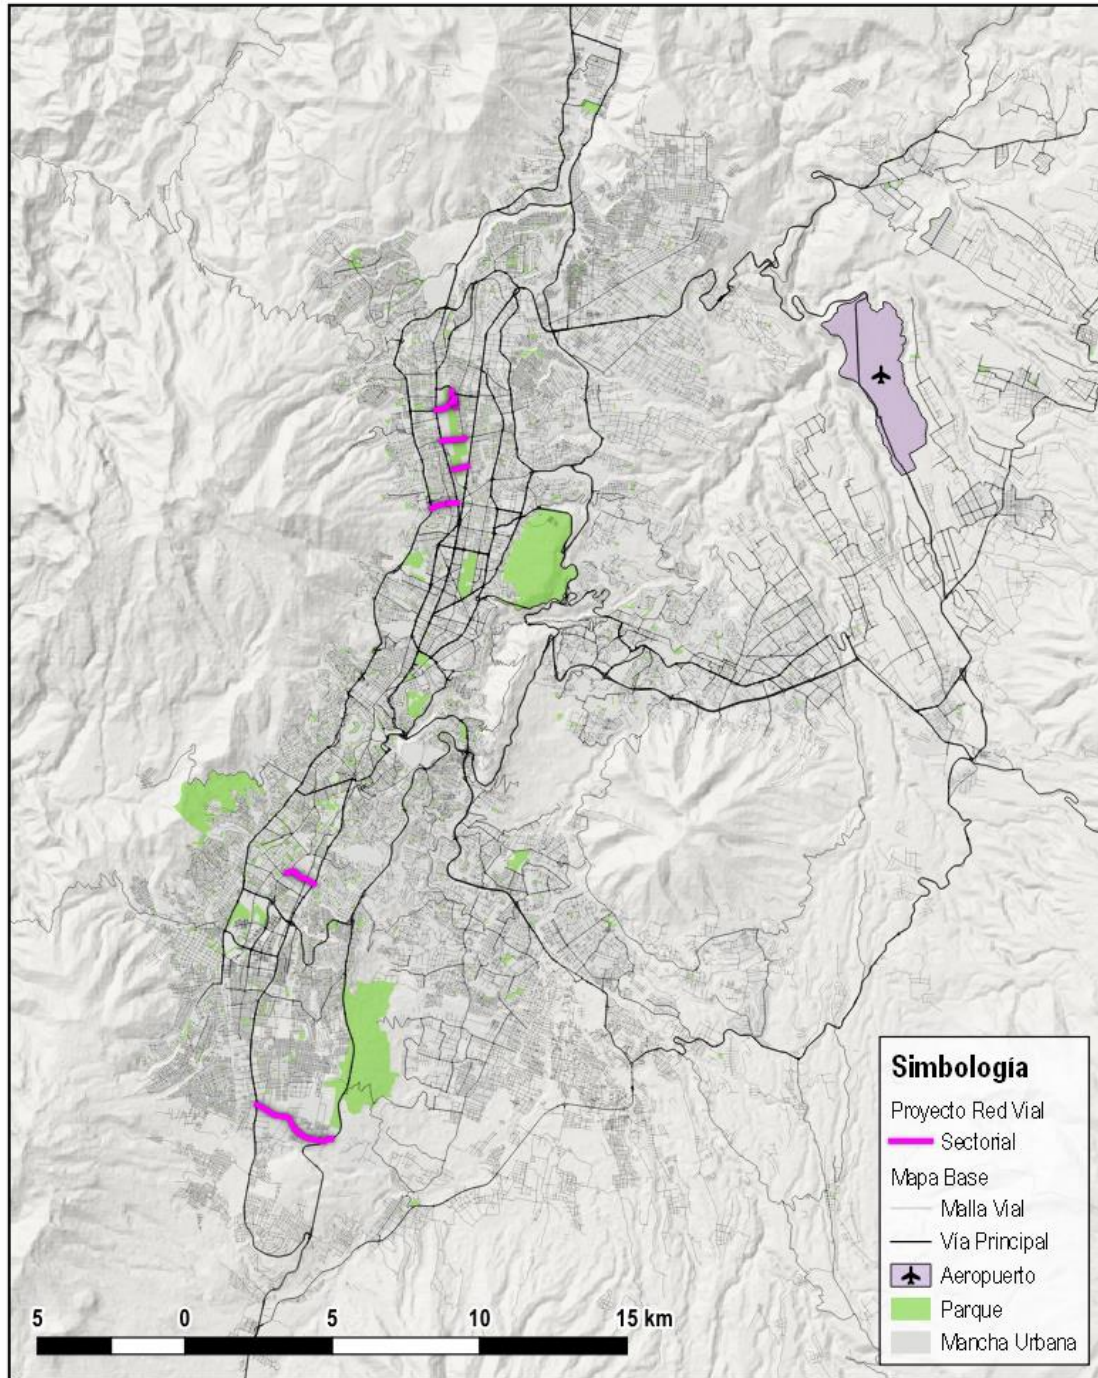 Simbología
Proyecto Red Vial
Sectorial
Mapa Base
Malla Vial
Vía Principal
Aeropuerto
Parque
Mancha Urbana
5 0 5 10 15 km